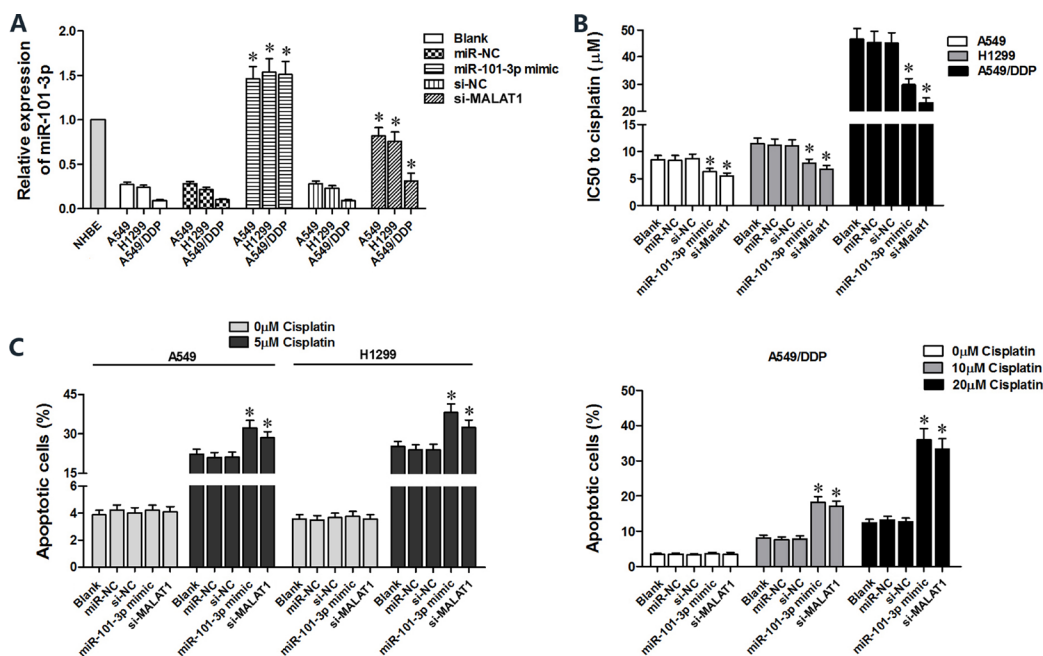 A
Relative expression
of miR-101-3p
2.0
1.5
1.0
0.5
0.0
Blank
miR-NC
miR-101-3p mimic
si-NC
si-MALAT1
* * * * * *
NHBE
A549
H1299
A549/DDP
A549
H1299
A549/DDP
A549
H1299
A549/DDP
A549
H1299
A549/DDP
A549
H1299
A549/DDP
B
IC50 to cisplatin (μM)
50
40
30
20
10
5
0
A549
H1299
A549/DDP
* * * * * *
Blank
miR-NC
si-NC
miR-101-3p mimic
si-Malat1
Blank
miR-NC
si-NC
miR-101-3p mimic
si-Malat1
Blank
miR-NC
si-NC
miR-101-3p mimic
si-Malat1
C
0μM Cisplatin
5μM Cisplatin
A549
H1299
Apoptotic cells (%)
45
30
15
6
4
2
0
* * * *
Blank
miR-NC
si-NC
miR-101-3p mimic
si-MALAT1
Blank
miR-NC
si-NC
miR-101-3p mimic
si-MALAT1
Blank
miR-NC
si-NC
miR-101-3p mimic
si-MALAT1
Blank
miR-NC
si-NC
miR-101-3p mimic
si-MALAT1
A549/DDP
0μM Cisplatin
10μM Cisplatin
20μM Cisplatin
Apoptotic cells (%)
50
40
30
20
10
0
* * * *
Blank
miR-NC
si-NC
miR-101-3p mimic
si-MALAT1
Blank
miR-NC
si-NC
miR-101-3p mimic
si-MALAT1
Blank
miR-NC
si-NC
miR-101-3p mimic
si-MALAT1